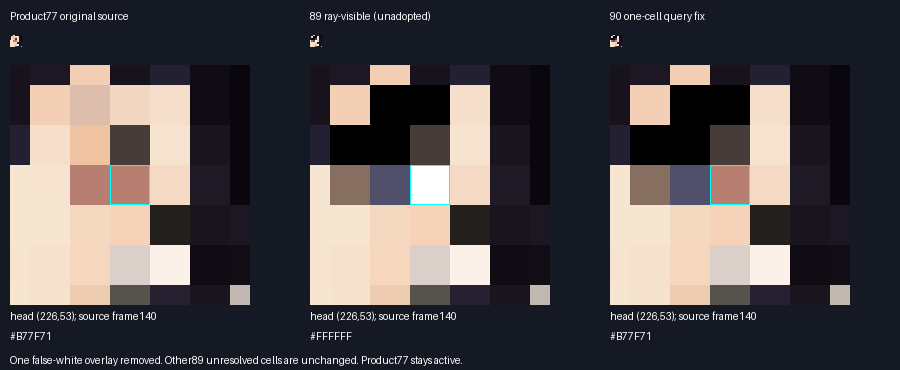 Product77 original source
89 ray-visible (unadopted)
90 one-cell query fix
head (226,53); source frame140
head (226,53); source frame140
head (226,53); source frame140
#B77F71
#FFFFFF
#B77F71
One false-white overlay removed. Other89 unresolved cells are unchanged. Product77 stays active.